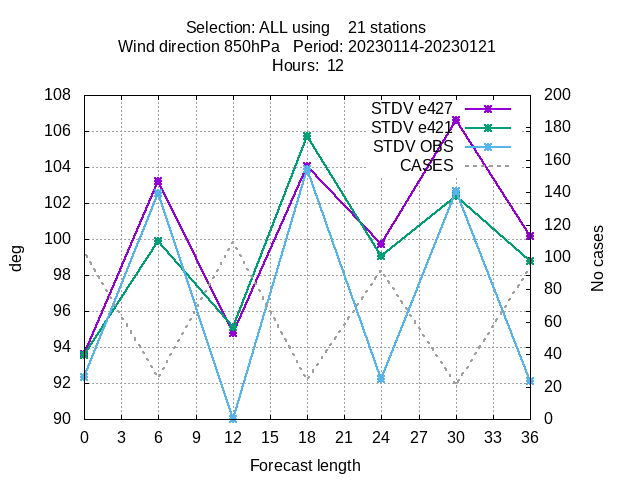 Selection: ALL using 21 stations
Wind direction 850hPa Period: 20230114-20230121
Hours: 12
108
106
104
102
100
98
96
94
92
90
deg
STDV e427
STDV e421
STDV OBS
CASES
200
180
160
140
120
100
80
60
40
20
0
No cases
0 3 6 9 12 15 18 21 24 27 30 33 36
Forecast length